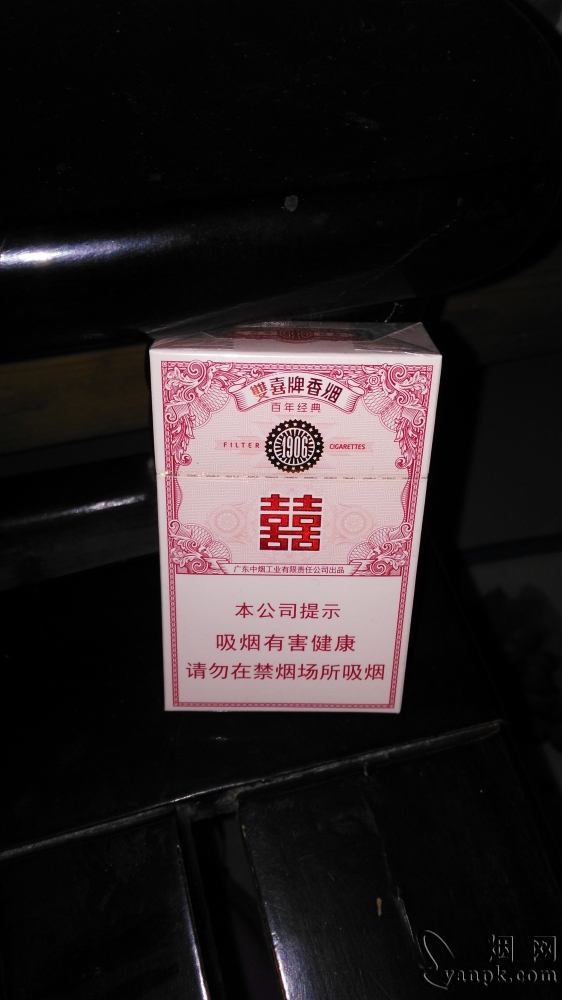 雙喜牌香烟
百年经典
FILTER 1906 CIGARETTES
囍
广东中烟工业有限责任公司出品
本公司提示
吸烟有害健康
请勿在禁烟场所吸烟
烟网
yanpk.com